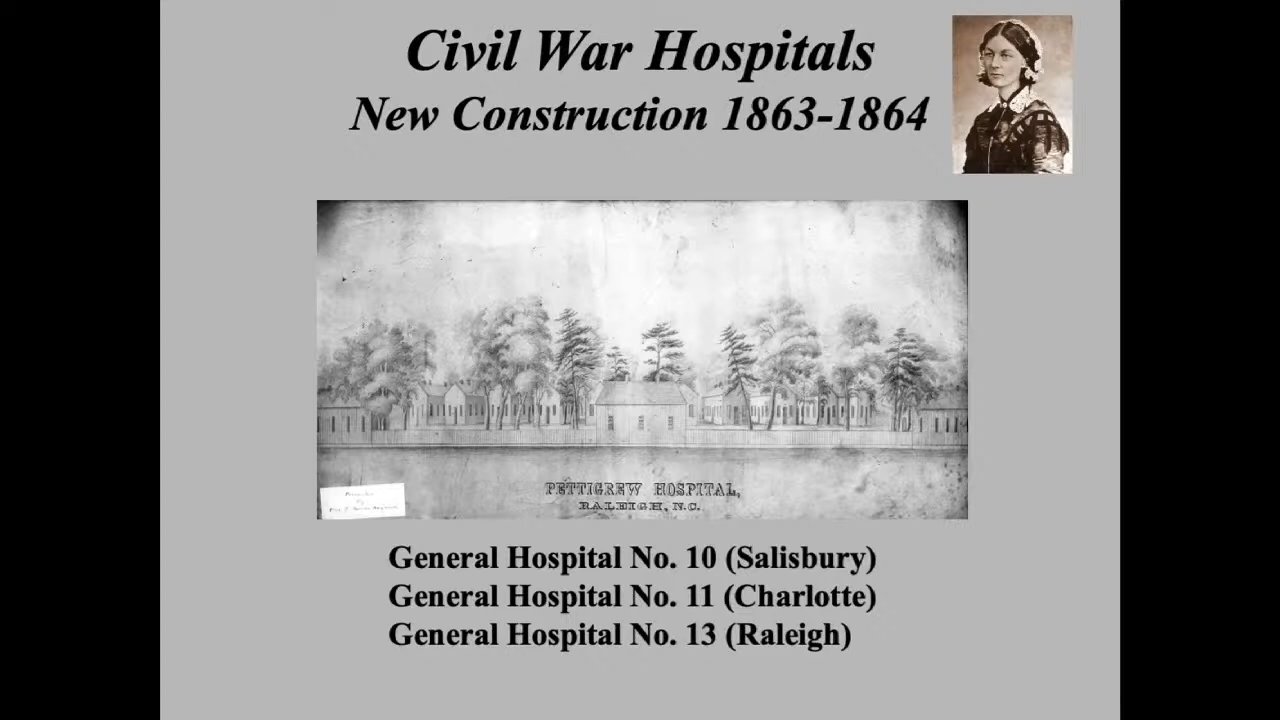 Civil War Hospitals
New Construction 1863-1864
PETTIGREW HOSPITAL,
RALEIGH, N.C.
General Hospital No. 10 (Salisbury)
General Hospital No. 11 (Charlotte)
General Hospital No. 13 (Raleigh)